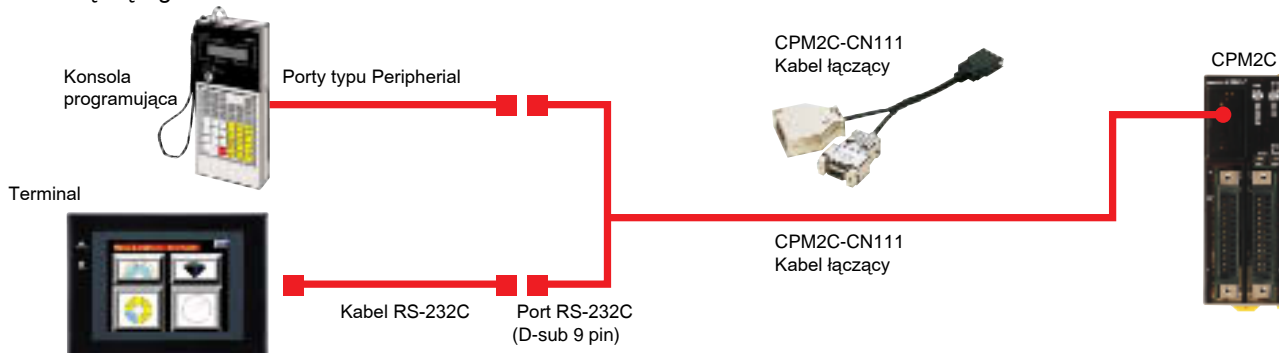 Konsola
programująca
Porty typu Peripherial
CPM2C-CN111
Kabel łączący
CPM2C
Terminal
Kabel RS-232C
Port RS-232C
(D-sub 9 pin)
CPM2C-CN111
Kabel łączący